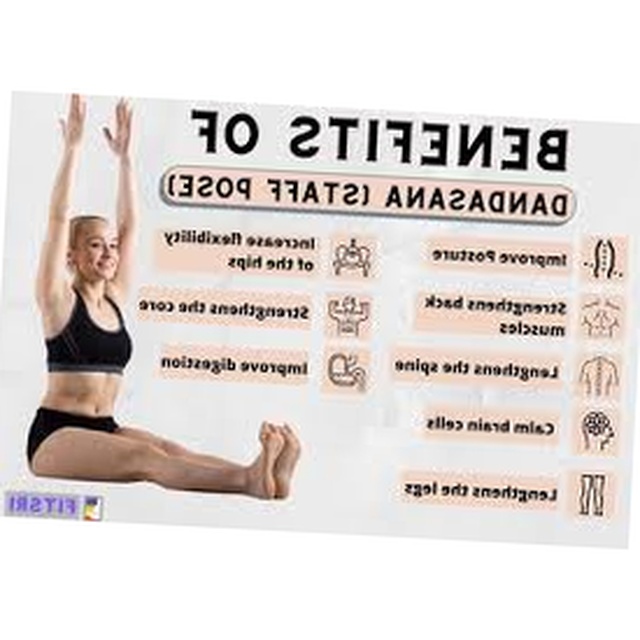 BENEFITS OF
DANDASANA (STAFF POSE)
Improve Posture
Strengthens back
muscles
Lengthens the spine
Calm brain cells
Lengthens the legs
Increase flexibility
of the hips
Strengthens the core
Improve digestion
FITSRI